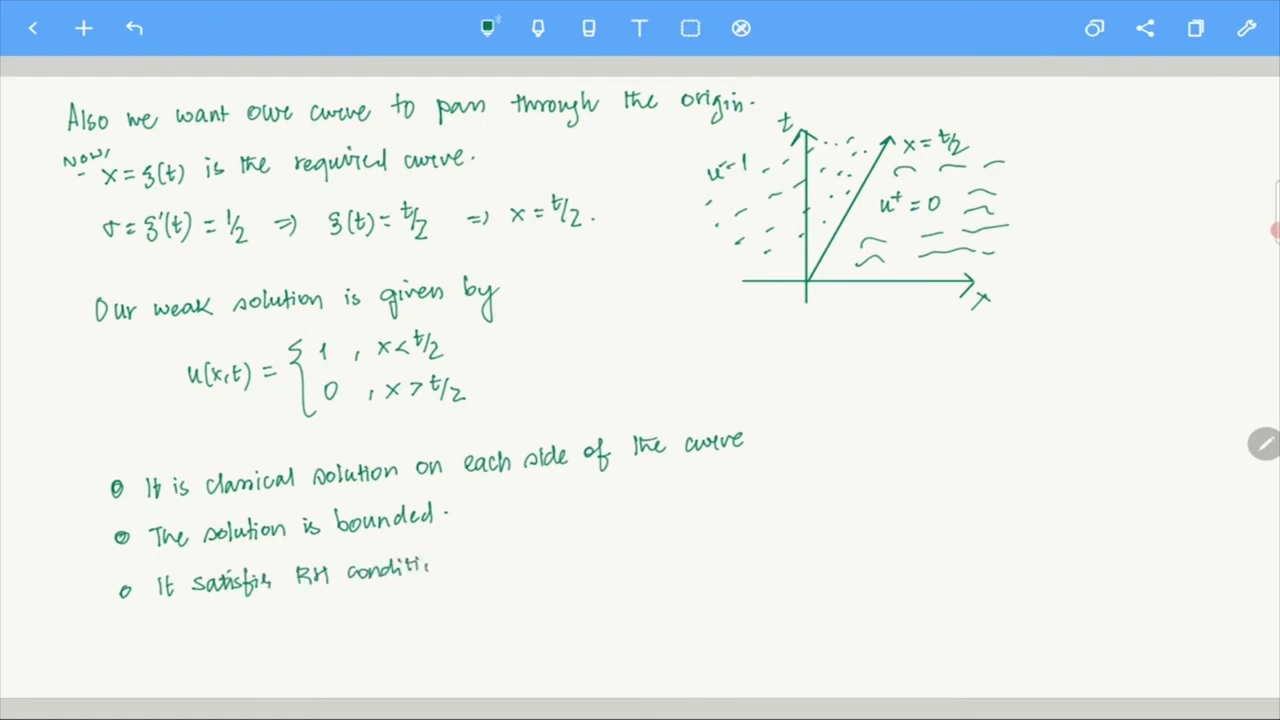 Also we want our curve to pass through the origin.
Now,
x = ξ(t) is the required curve.
σ = ξ'(t) = 1/2 ⇒ ξ(t) = t/2 ⇒ x = t/2.
Our weak solution is given by
u(x,t) = { 1 , x < t/2
0 , x > t/2
• It is classical solution on each side of the curve
• The solution is bounded.
• It satisfies RH conditi
t
x = t/2
u⁻=1
u⁺ = 0
x
T